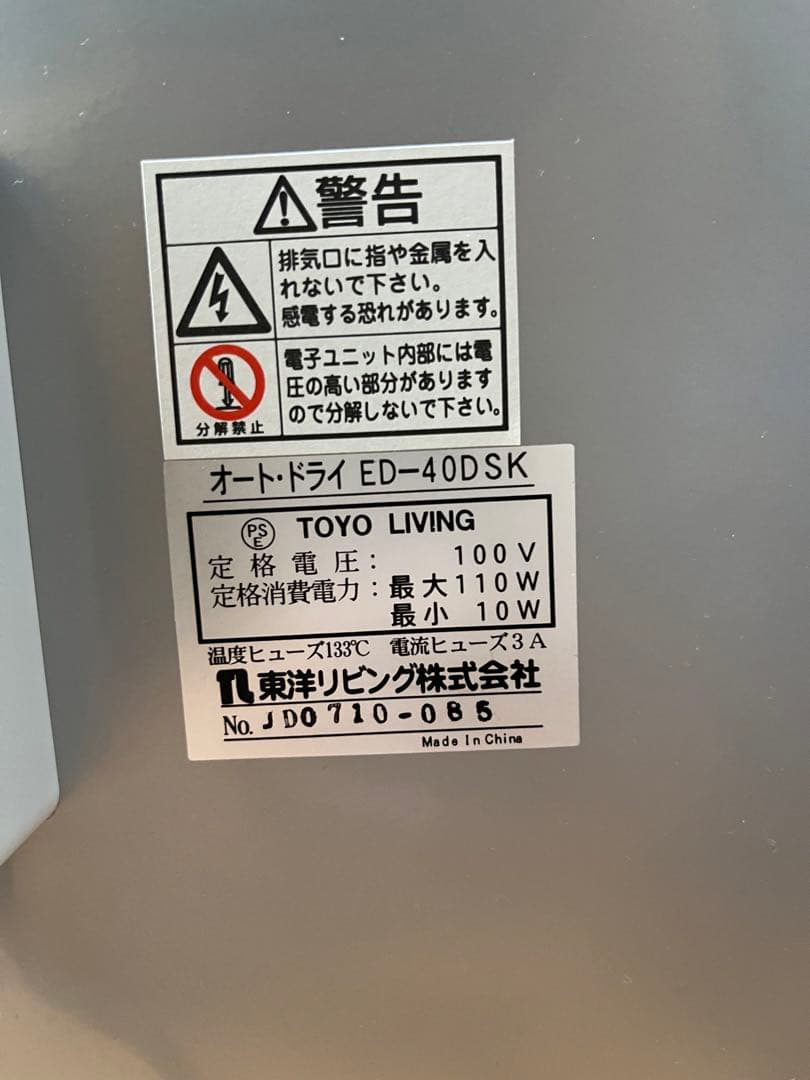 警告
排気口に指や金属を入
れないで下さい。
感電する恐れがあります。
分解禁止
電子ユニット内部には電
圧の高い部分があります
ので分解しないで下さい。
オート・ドライ ED-40DSK
PSE TOYO LIVING
定格電圧: 100V
定格消費電力: 最大110W
最小 10W
温度ヒューズ133℃ 電流ヒューズ3A
東洋リビング株式会社
No. JD0710-085
Made In China